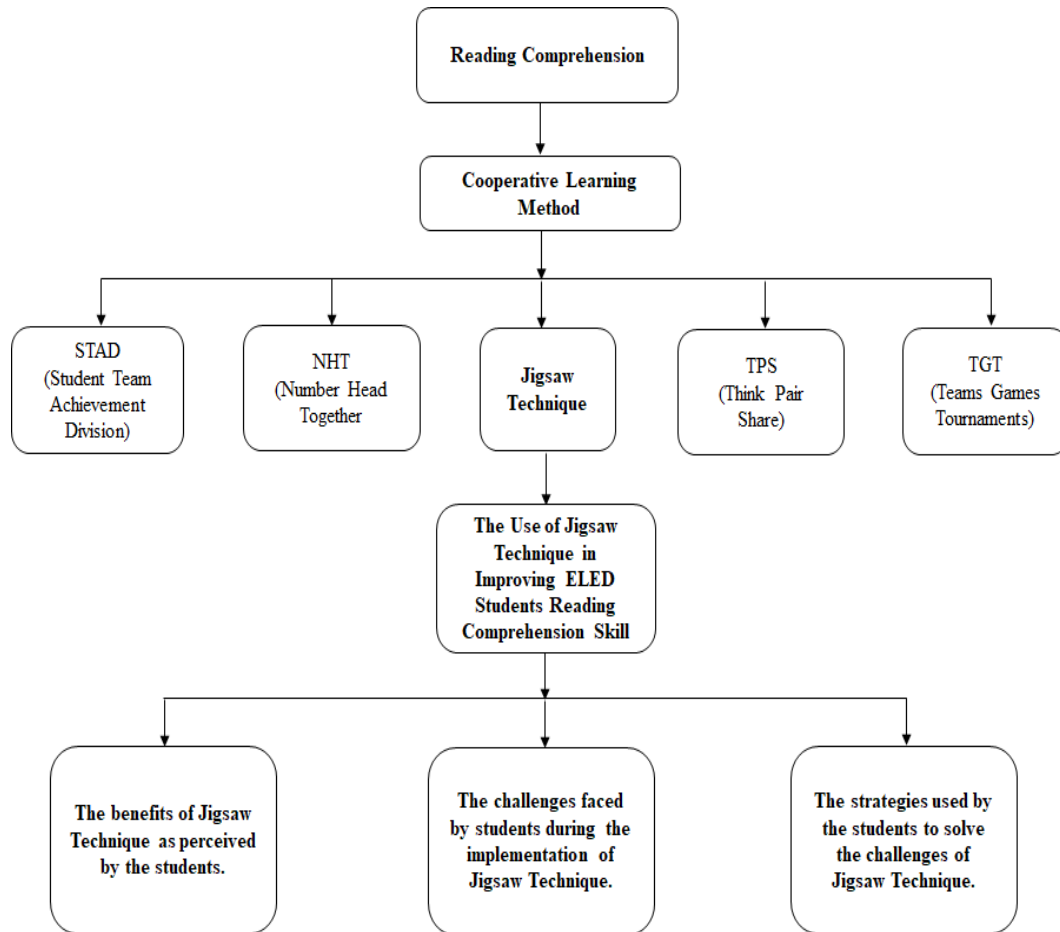 Reading Comprehension
Cooperative Learning
Method
STAD
(Student Team
Achievement
Division)
NHT
(Number Head
Together
Jigsaw
Technique
TPS
(Think Pair
Share)
TGT
(Teams Games
Tournaments)
The Use of Jigsaw
Technique in
Improving ELED
Students Reading
Comprehension Skill
The benefits of Jigsaw
Technique as perceived
by the students.
The challenges faced
by students during the
implementation of
Jigsaw Technique.
The strategies used by
the students to solve
the challenges of
Jigsaw Technique.